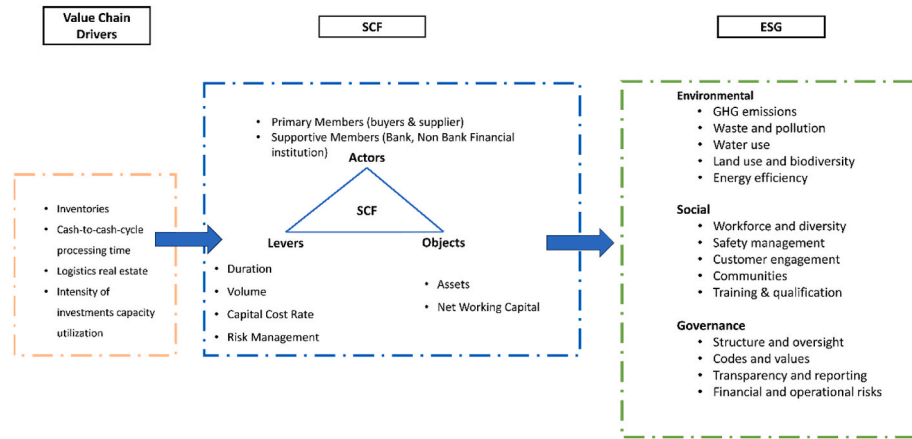 Value Chain
Drivers
SCF
ESG
• Inventories
• Cash-to-cash-cycle
processing time
• Logistics real estate
• Intensity of
investments capacity
utilization
• Primary Members (buyers & supplier)
• Supportive Members (Bank, Non Bank Financial
institution)
Actors
SCF
Levers
Objects
• Duration
• Volume
• Capital Cost Rate
• Risk Management
• Assets
• Net Working Capital
Environmental
• GHG emissions
• Waste and pollution
• Water use
• Land use and biodiversity
• Energy efficiency
Social
• Workforce and diversity
• Safety management
• Customer engagement
• Communities
• Training & qualification
Governance
• Structure and oversight
• Codes and values
• Transparency and reporting
• Financial and operational risks